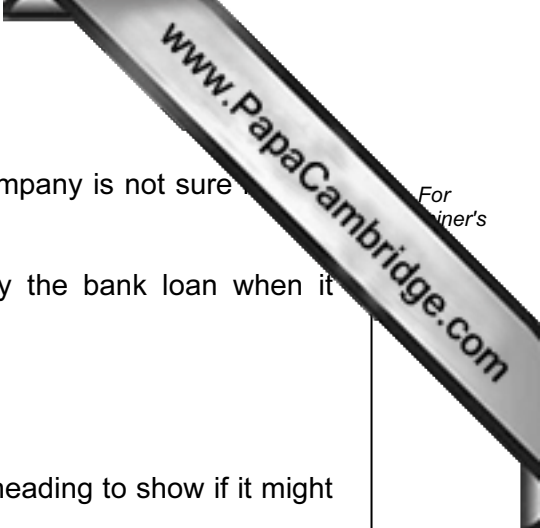 www.PapaCambridge.com
mpany is not sure
For
iner's
y the bank loan when it
heading to show if it might